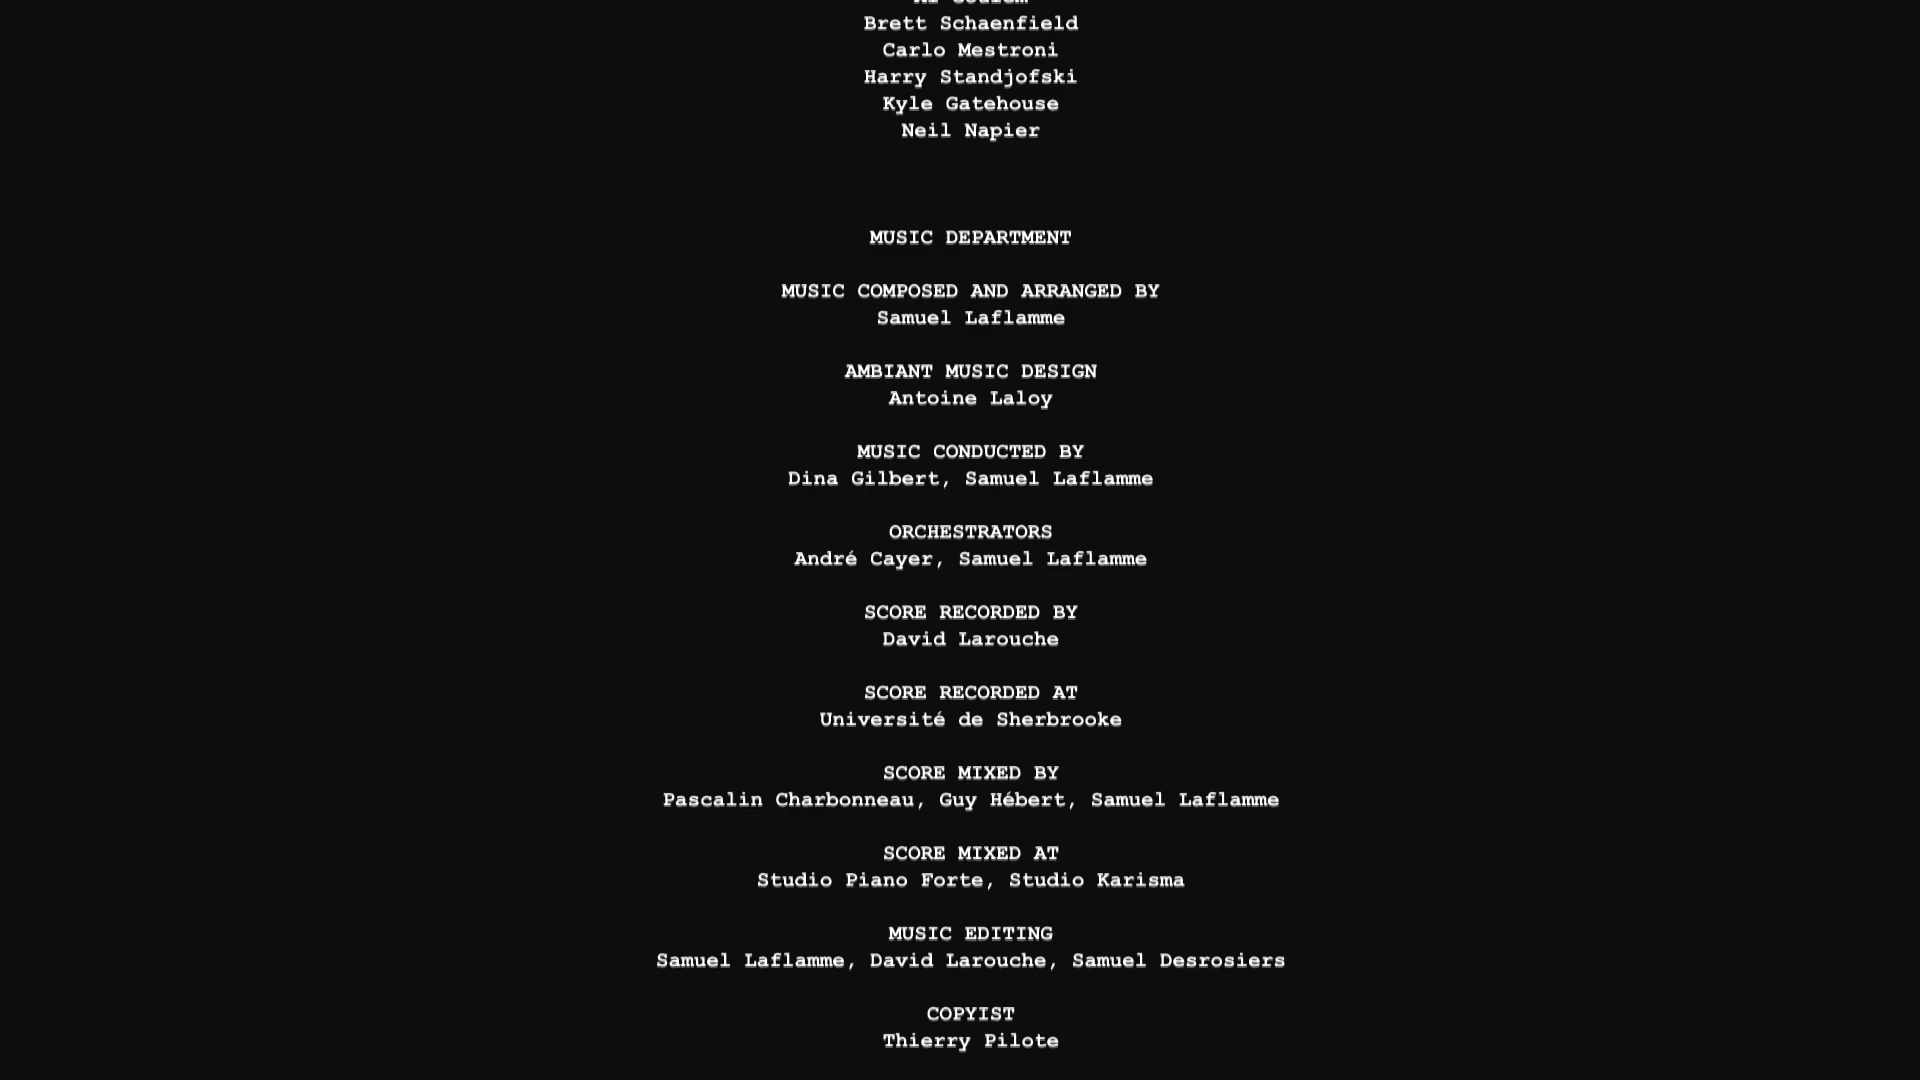 Brett Schaenfield
Carlo Mestroni
Harry Standjofski
Kyle Gatehouse
Neil Napier
MUSIC DEPARTMENT
MUSIC COMPOSED AND ARRANGED BY
Samuel Laflamme
AMBIANT MUSIC DESIGN
Antoine Laloy
MUSIC CONDUCTED BY
Dina Gilbert, Samuel Laflamme
ORCHESTRATORS
André Cayer, Samuel Laflamme
SCORE RECORDED BY
David Larouche
SCORE RECORDED AT
Université de Sherbrooke
SCORE MIXED BY
Pascalin Charbonneau, Guy Hébert, Samuel Laflamme
SCORE MIXED AT
Studio Piano Forte, Studio Karisma
MUSIC EDITING
Samuel Laflamme, David Larouche, Samuel Desrosiers
COPYIST
Thierry Pilote